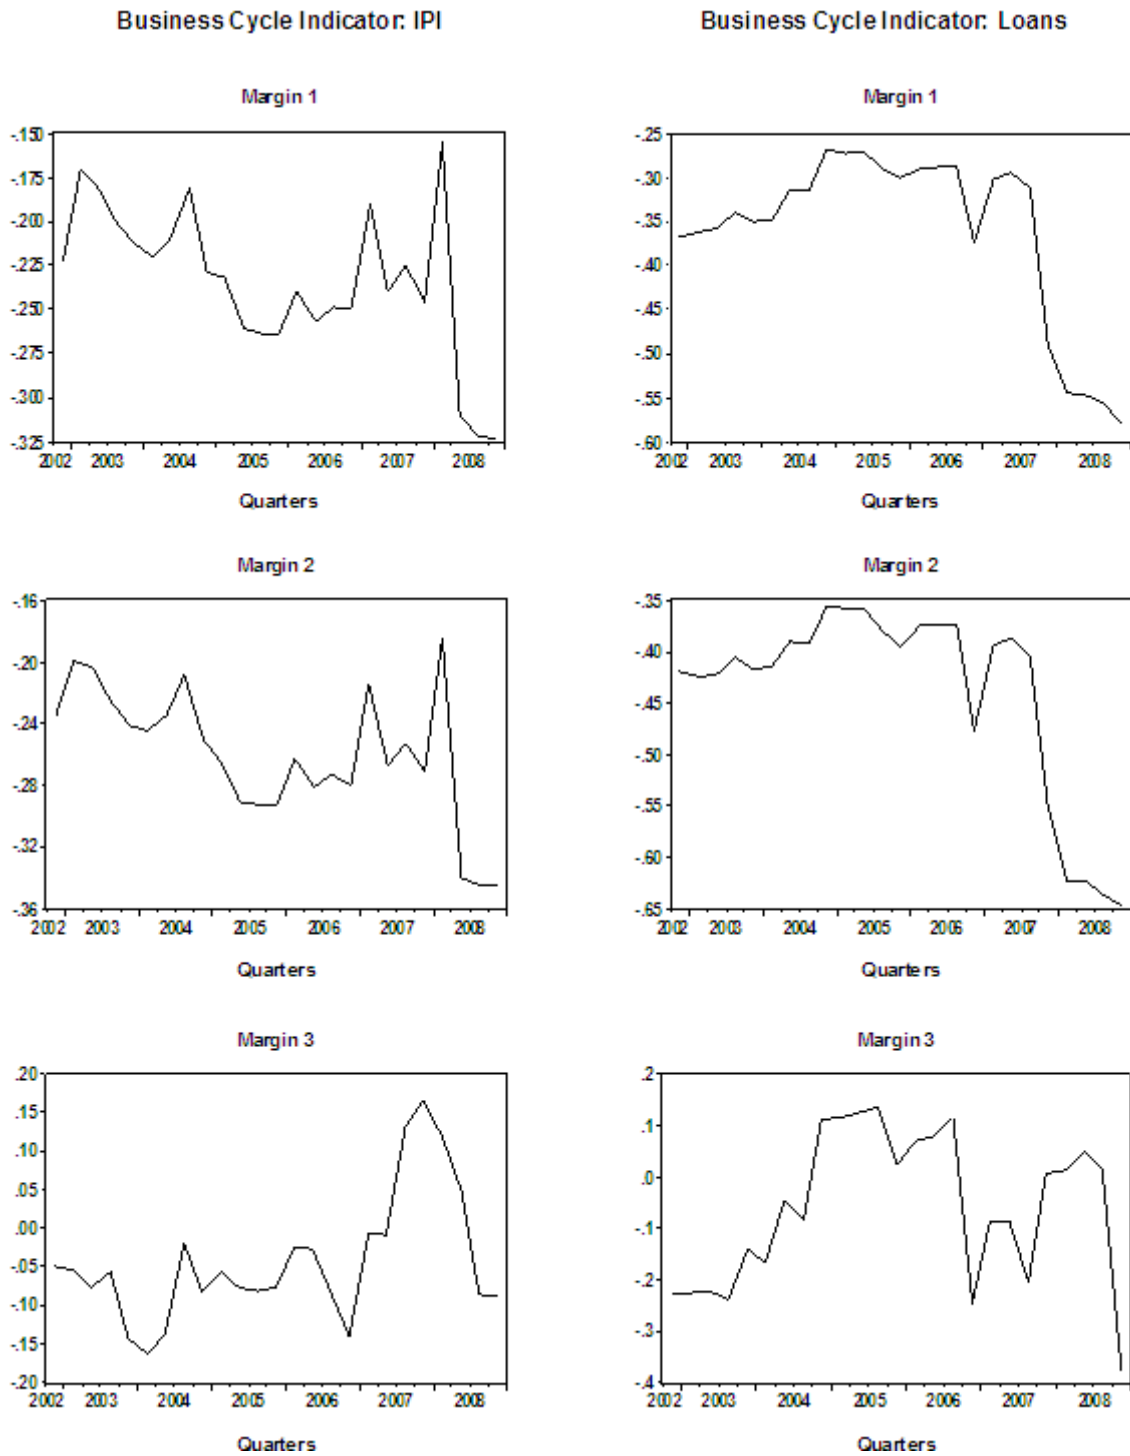 Business Cycle Indicator: IPI
Business Cycle Indicator: Loans
Margin 1
-.150
-.175
-.200
-.225
-.250
-.275
-.300
-.325
2002 2003 2004 2005 2006 2007 2008
Quarters
Margin 1
-.25
-.30
-.35
-.40
-.45
-.50
-.55
-.60
2002 2003 2004 2005 2006 2007 2008
Quarters
Margin 2
-.16
-.20
-.24
-.28
-.32
-.36
2002 2003 2004 2005 2006 2007 2008
Quarters
Margin 2
-.35
-.40
-.45
-.50
-.55
-.60
-.65
2002 2003 2004 2005 2006 2007 2008
Quarters
Margin 3
.20
.15
.10
.05
.00
-.05
-.10
-.15
-.20
2002 2003 2004 2005 2006 2007 2008
Quarters
Margin 3
.2
.1
.0
-.1
-.2
-.3
-.4
2002 2003 2004 2005 2006 2007 2008
Quarters